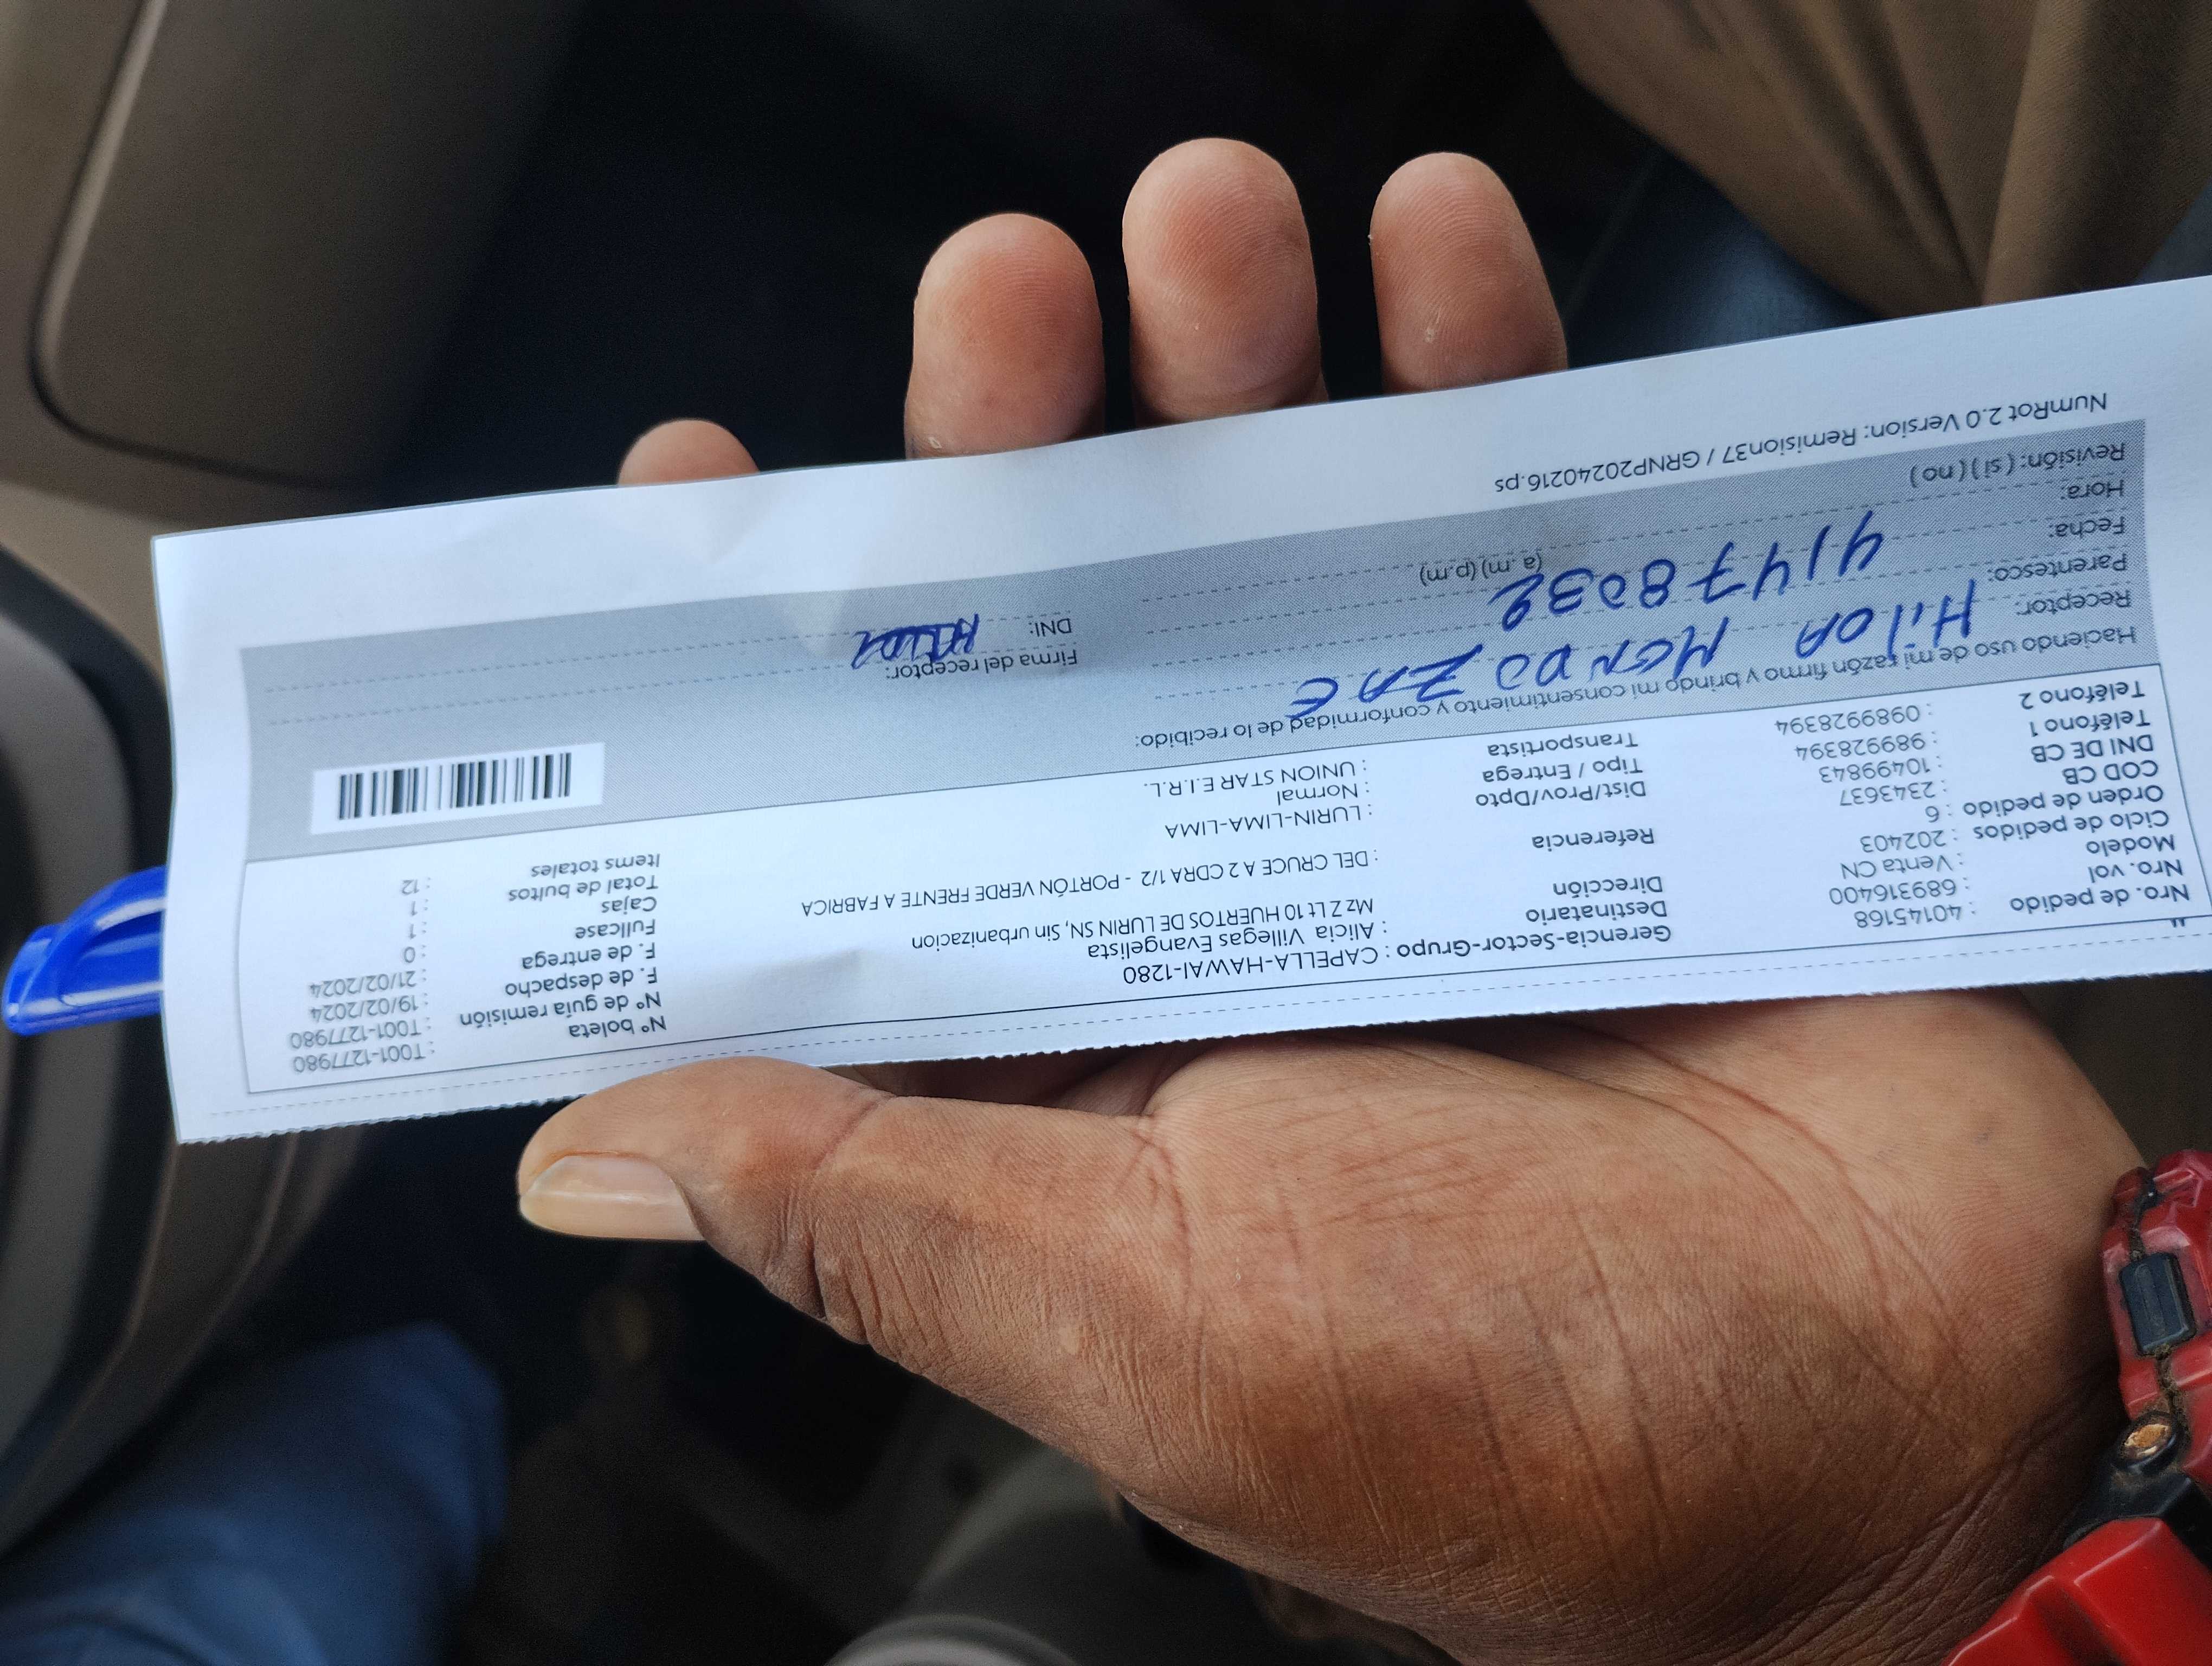 Nro. de pedido : 40145168
Nro. vol : 689316400
Modelo : Venta CN
Ciclo de pedidos : 202403
Orden de pedido : 6
COD CB : 2343637
DNI DE CB : 10499843
Teléfono 1 : 989928394
Teléfono 2 : 0989928394
Gerencia-Sector-Grupo : CAPELLA-HAWAI-1280
Destinatario : Alicia Villegas Evangelista
Dirección : Mz Z Lt 10 HUERTOS DE LURIN SN, Sin urbanizacion
Referencia : DEL CRUCE A 2 CDRA 1/2 - PORTÓN VERDE FRENTE A FABRICA
Dist/Prov/Dpto : LURIN-LIMA-LIMA
Tipo / Entrega : Normal
Transportista : UNION STAR E.I.R.L.
N° boleta : T001-1277980
N° de guía remisión : T001-1277980
F. de despacho : 19/02/2024
F. de entrega : 21/02/2024
Fullcase : 0
Cajas : 1
Total de bultos : 1
Items totales : 12
Haciendo uso de mi razón firmo y brindo mi consentimiento y conformidad de lo recibido:
Receptor: HilDA MENDOZA E
Parentesco: 41478032
Fecha:
Hora: (a. m) (p.m)
Revisión: ( si ) ( no )
Firma del receptor:
DNI:
NumRot 2.0 Version: Remision37 / GRNP20240216.ps